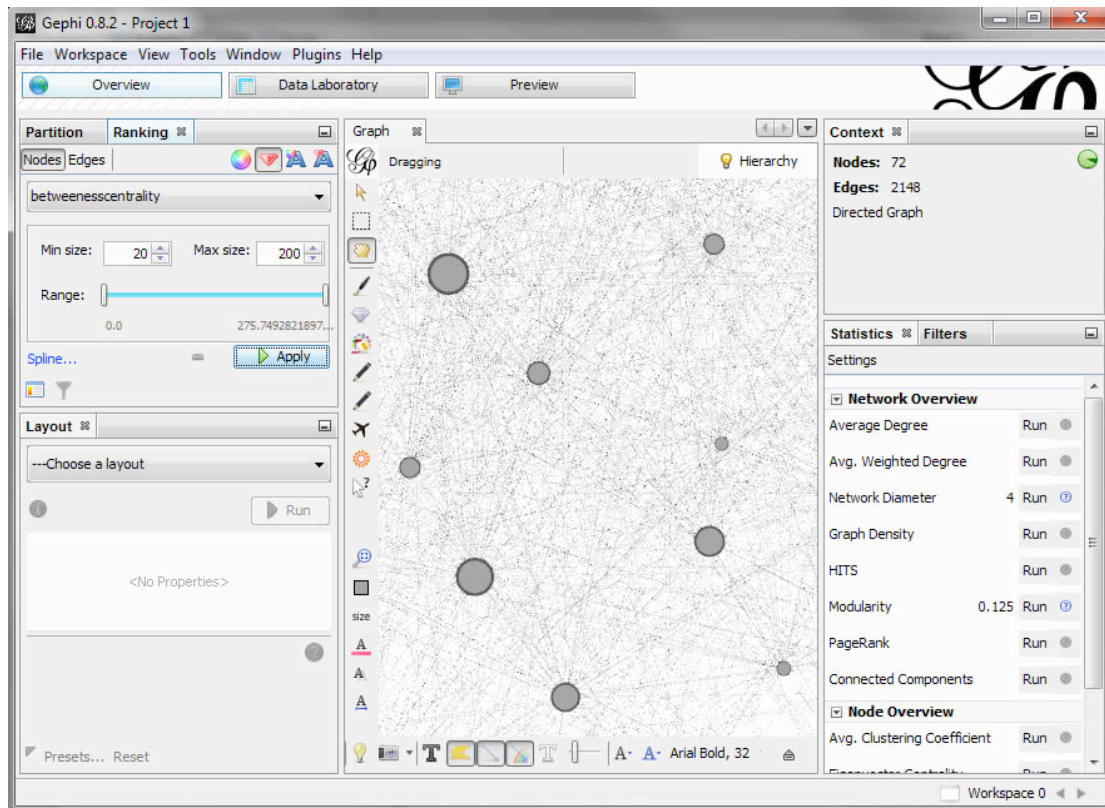 Gephi 0.8.2 - Project 1
File Workspace View Tools Window Plugins Help
Overview
Data Laboratory
Preview
Partition Ranking
Nodes Edges
betweenesscentrality
Min size: 20 Max size: 200
Range:
0.0 275.7492821897...
Spline...
Apply
Layout
---Choose a layout
Run
<No Properties>
Presets... Reset
Graph
Dragging
Hierarchy
size
A
A
A
T T A- A- Arial Bold, 32
Context
Nodes: 72
Edges: 2148
Directed Graph
Statistics Filters
Settings
Network Overview
Average Degree Run
Avg. Weighted Degree Run
Network Diameter 4 Run
Graph Density Run
HITS Run
Modularity 0.125 Run
PageRank Run
Connected Components Run
Node Overview
Avg. Clustering Coefficient Run
Workspace 0